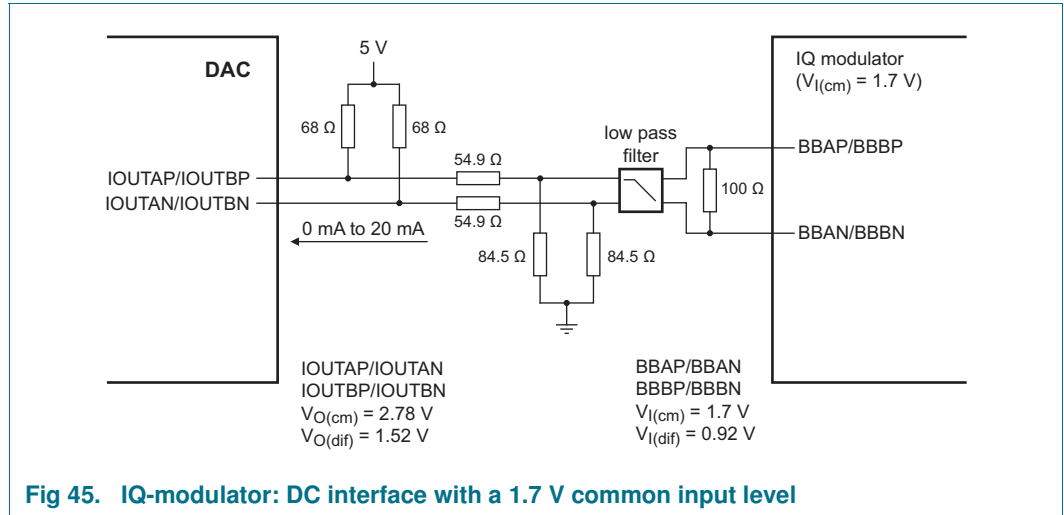 DAC
5 V
68 Ω
68 Ω
IOUTAP/IOUTBP
IOUTAN/IOUTBN
0 mA to 20 mA
54.9 Ω
54.9 Ω
84.5 Ω
84.5 Ω
low pass
filter
100 Ω
IQ modulator
(VI(cm) = 1.7 V)
BBAP/BBBP
BBAN/BBBN
IOUTAP/IOUTAN
IOUTBP/IOUTBN
VO(cm) = 2.78 V
VO(dif) = 1.52 V
BBAP/BBAN
BBBP/BBBN
VI(cm) = 1.7 V
VI(dif) = 0.92 V
Fig 45. IQ-modulator: DC interface with a 1.7 V common input level